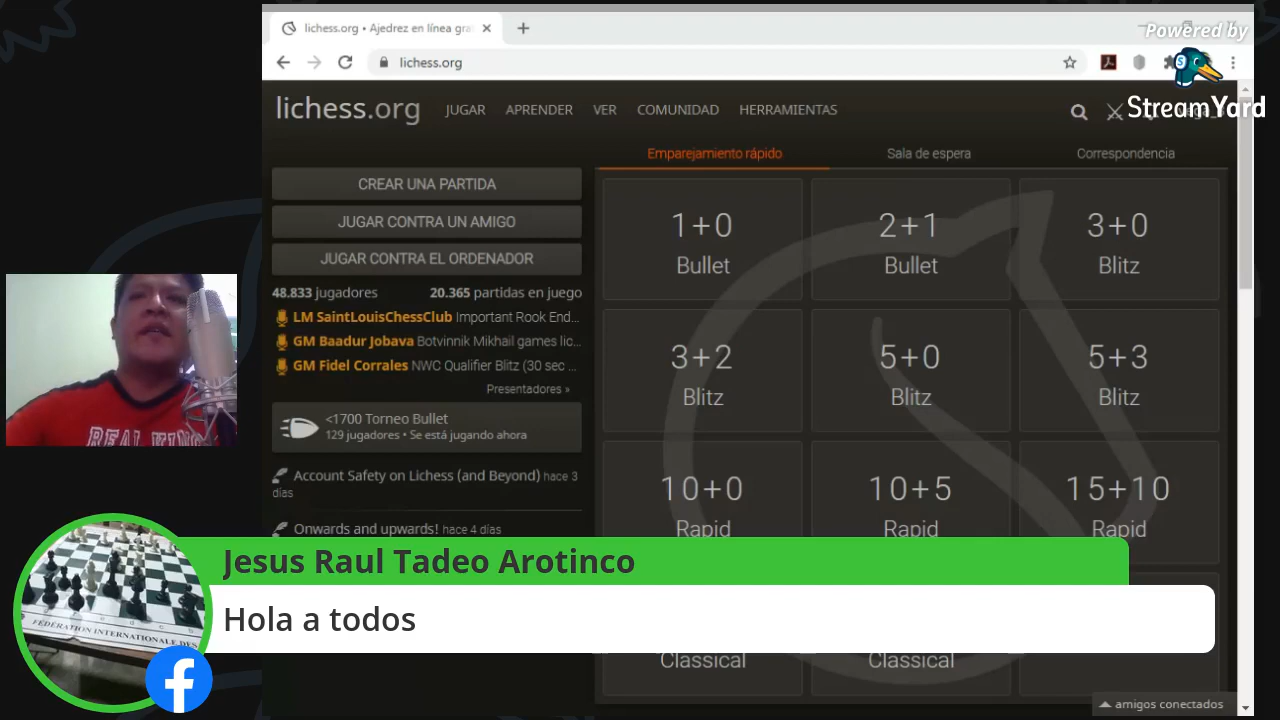 lichess.org • Ajedrez en línea gra
Powered by
lichess.org
StreamYard
lichess.org JUGAR APRENDER VER COMUNIDAD HERRAMIENTAS
Emparejamiento rápido Sala de espera Correspondencia
CREAR UNA PARTIDA
JUGAR CONTRA UN AMIGO
JUGAR CONTRA EL ORDENADOR
48.833 jugadores 20.365 partidas en juego
LM SaintLouisChessClub Important Rook End...
GM Baadur Jobava Botvinnik Mikhail games lic...
GM Fidel Corrales NWC Qualifier Blitz (30 sec ...
Presentadores »
<1700 Torneo Bullet
129 jugadores • Se está jugando ahora
Account Safety on Lichess (and Beyond) hace 3
días
Onwards and upwards! hace 4 días
1+0 2+1 3+0
Bullet Bullet Blitz
3+2 5+0 5+3
Blitz Blitz Blitz
10+0 10+5 15+10
Rapid Rapid Rapid
Classical Classical
REAL KING
Jesus Raul Tadeo Arotinco
Hola a todos
FÉDÉRATION INTERNATIONALE DES
amigos conectados